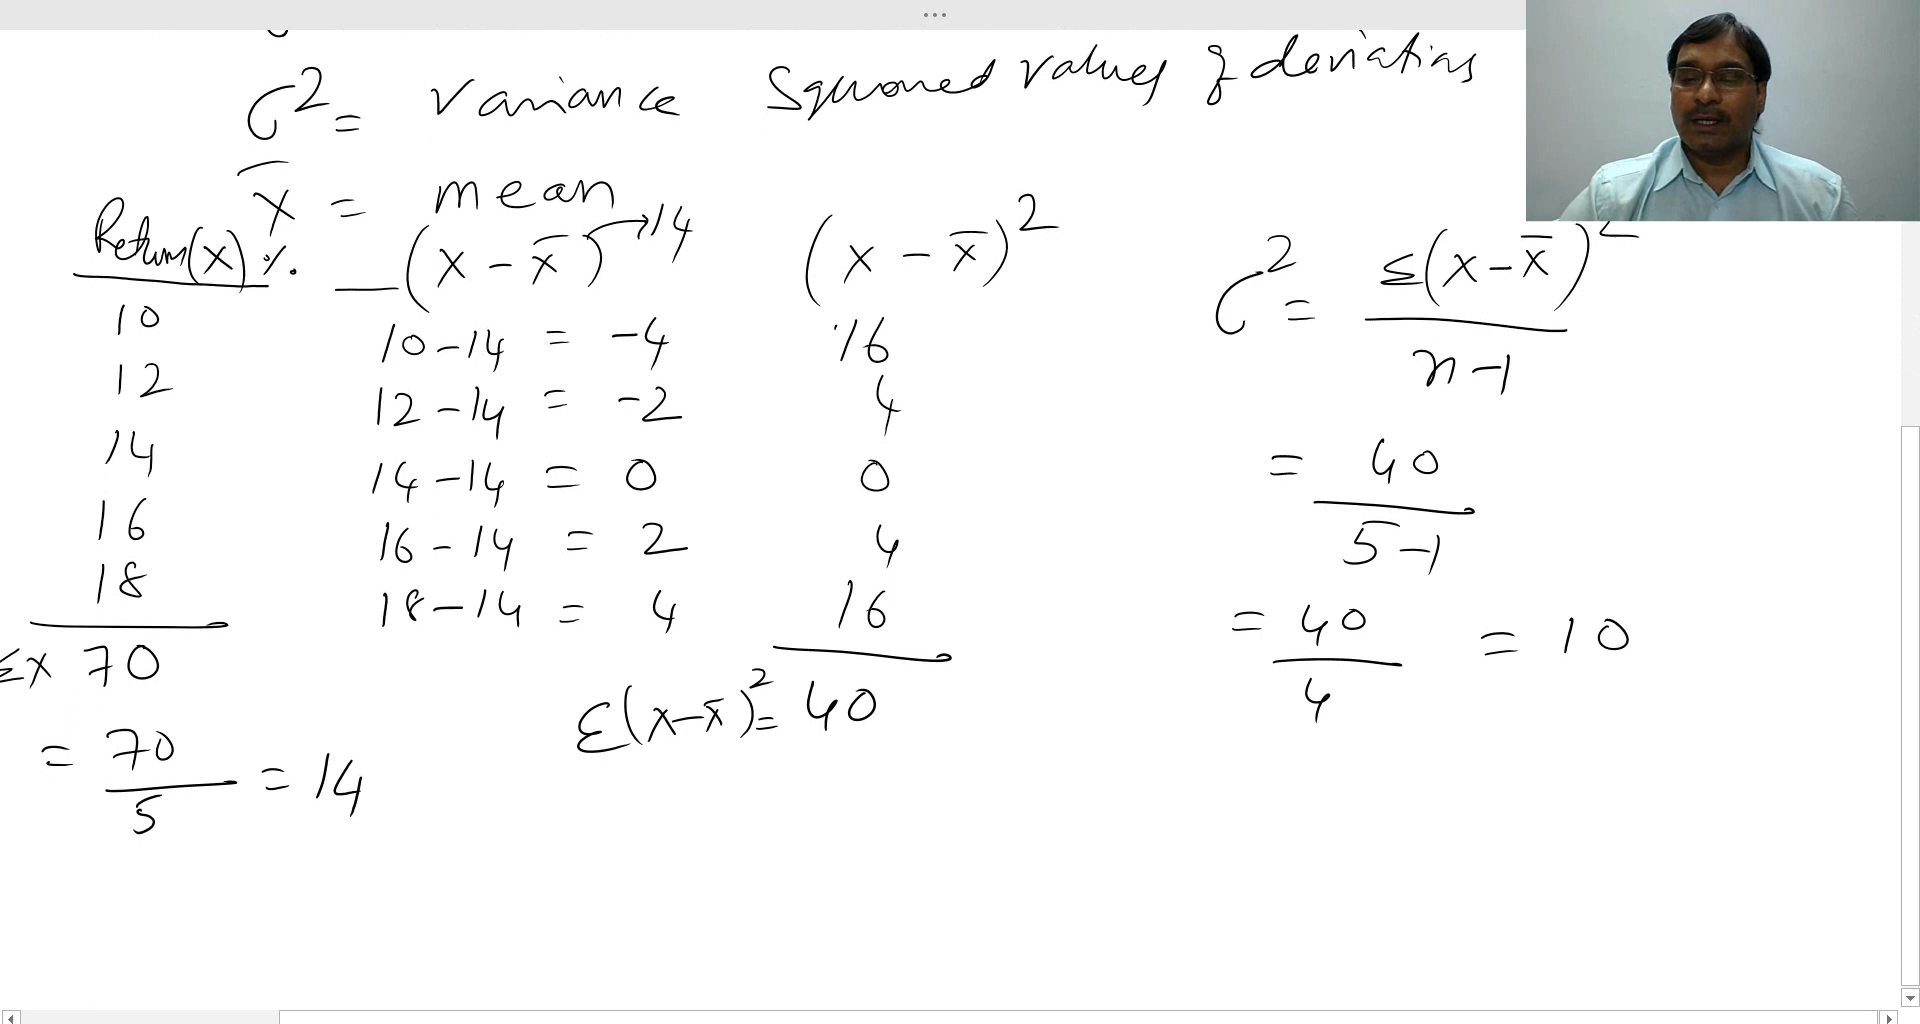 σ² = variance Squared values of deviations
x̄ = mean
Return(x) % (x - x̄) → 14 (x - x̄)²
10 10-14 = -4 16
12 12-14 = -2 4
14 14-14 = 0 0
16 16-14 = 2 4
18 18-14 = 4 16
Σx 70 Σ(x-x̄)² = 40
= 70/5 = 14
σ² = Σ(x-x̄)²/n-1
= 40/5-1
= 40/4 = 10